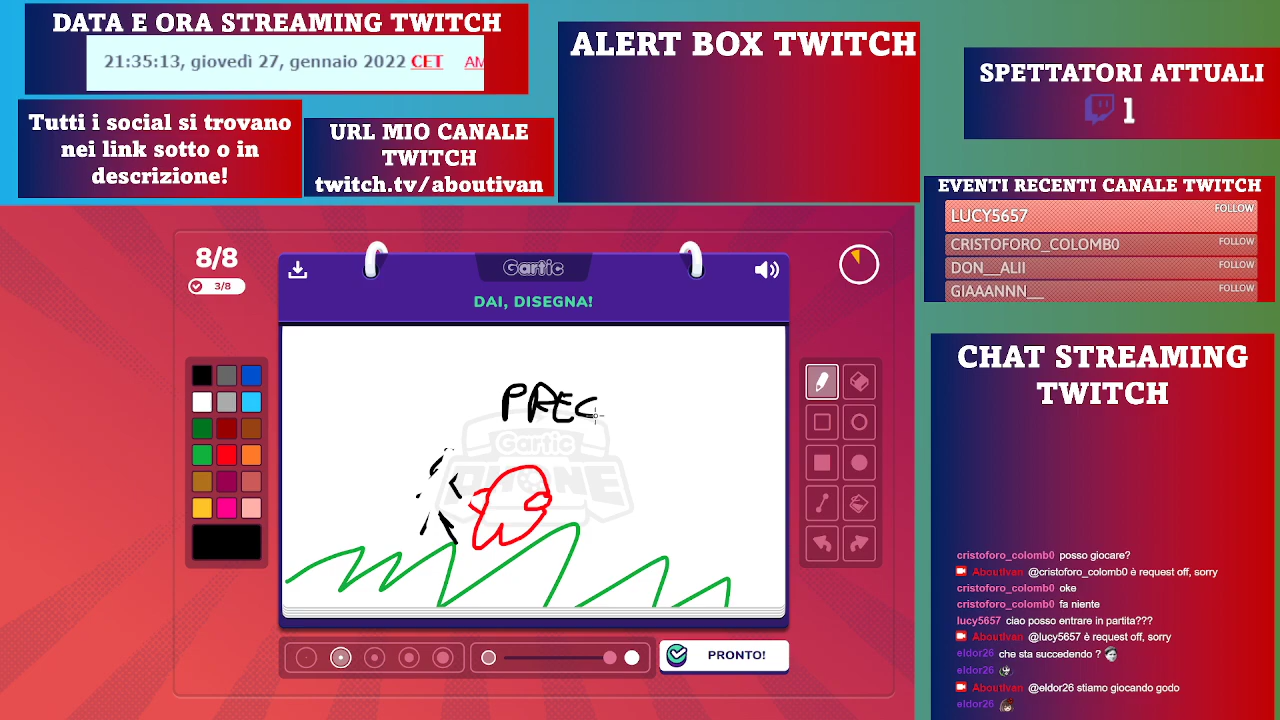 DATA E ORA STREAMING TWITCH
21:35:13, giovedì 27, gennaio 2022 CET AM
Tutti i social si trovano
nei link sotto o in
descrizione!
URL MIO CANALE
TWITCH
twitch.tv/aboutivan
ALERT BOX TWITCH
SPETTATORI ATTUALI
1
EVENTI RECENTI CANALE TWITCH
LUCY5657 FOLLOW
CRISTOFORO_COLOMB0 FOLLOW
DON__ALII FOLLOW
GIAAANNN__ FOLLOW
8/8
3/8
Gartic
DAI, DISEGNA!
PREC
Gartic
PHONE
PRONTO!
CHAT STREAMING
TWITCH
cristoforo_colomb0 posso giocare?
AboutIvan @cristoforo_colomb0 è request off, sorry
cristoforo_colomb0 oke
cristoforo_colomb0 fa niente
lucy5657 ciao posso entrare in partita???
AboutIvan @lucy5657 è request off, sorry
eldor26 che sta succedendo ?
eldor26
AboutIvan @eldor26 stiamo giocando godo
eldor26